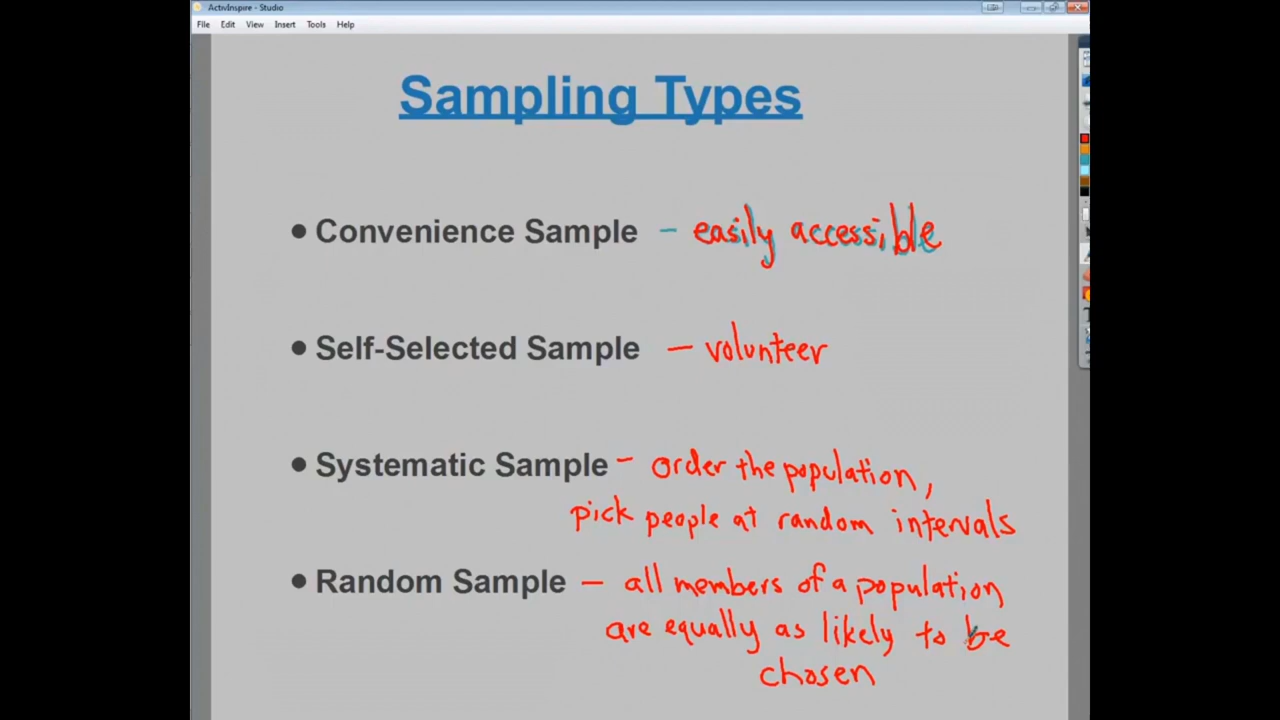 ActivInspire - Studio
File Edit View Insert Tools Help
Sampling Types
• Convenience Sample - easily accessible
• Self-Selected Sample - volunteer
• Systematic Sample - order the population,
pick people at random intervals
• Random Sample - all members of a population
are equally as likely to be
chosen